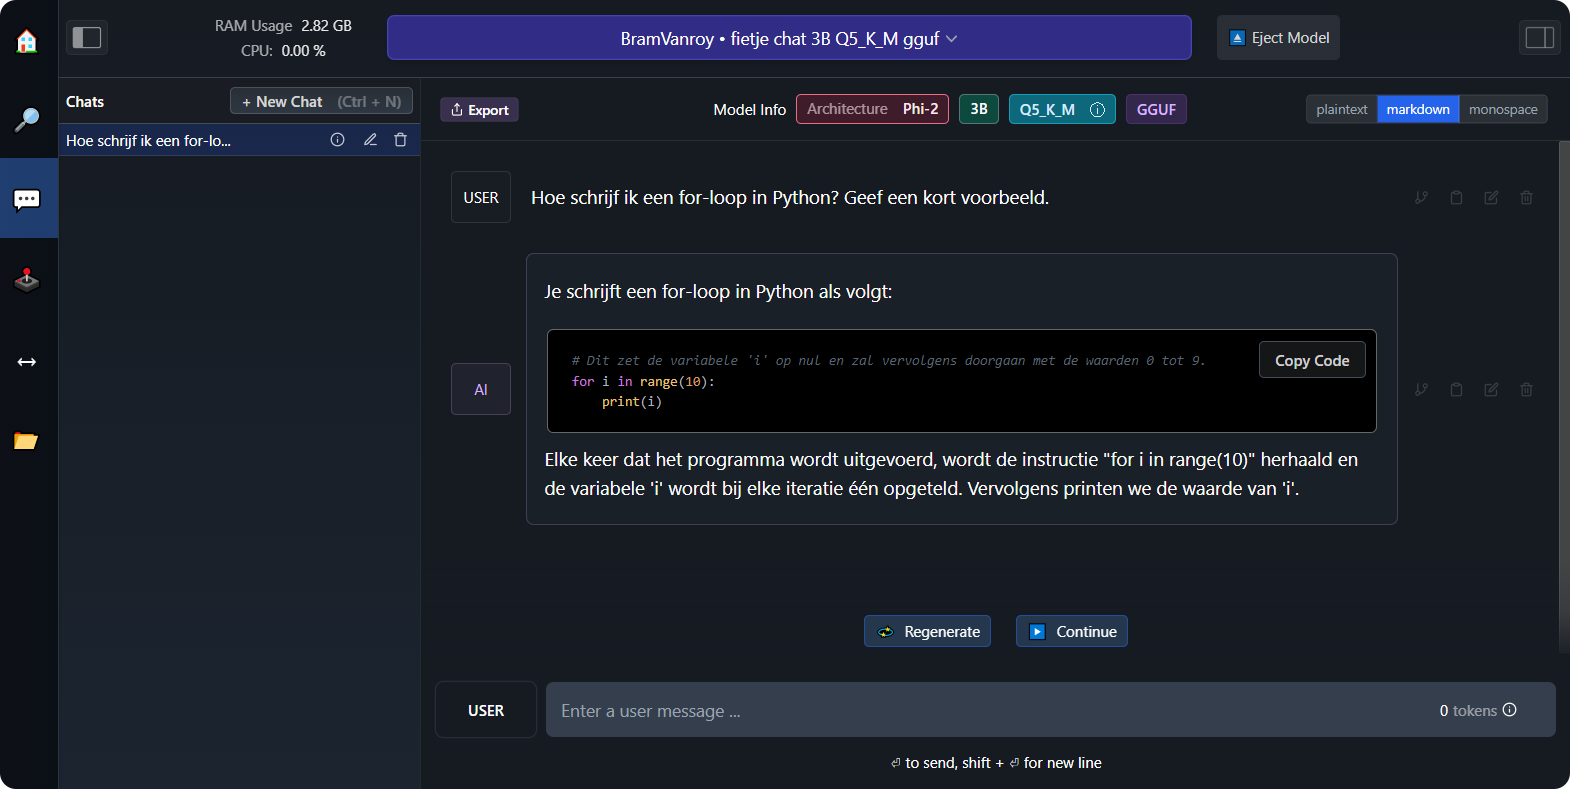 RAM Usage 2.82 GB
CPU: 0.00 %
BramVanroy • fietje chat 3B Q5_K_M gguf
Eject Model
Chats
+ New Chat (Ctrl + N)
Hoe schrijf ik een for-lo...
Export
Model Info
Architecture Phi-2
3B
Q5_K_M
GGUF
plaintext
markdown
monospace
USER
Hoe schrijf ik een for-loop in Python? Geef een kort voorbeeld.
AI
Je schrijft een for-loop in Python als volgt:
# Dit zet de variabele 'i' op nul en zal vervolgens doorgaan met de waarden 0 tot 9.
Copy Code
for i in range(10):
    print(i)
Elke keer dat het programma wordt uitgevoerd, wordt de instructie "for i in range(10)" herhaald en
de variabele 'i' wordt bij elke iteratie één opgeteld. Vervolgens printen we de waarde van 'i'.
Regenerate
Continue
USER
Enter a user message ...
0 tokens
⏎ to send, shift + ⏎ for new line